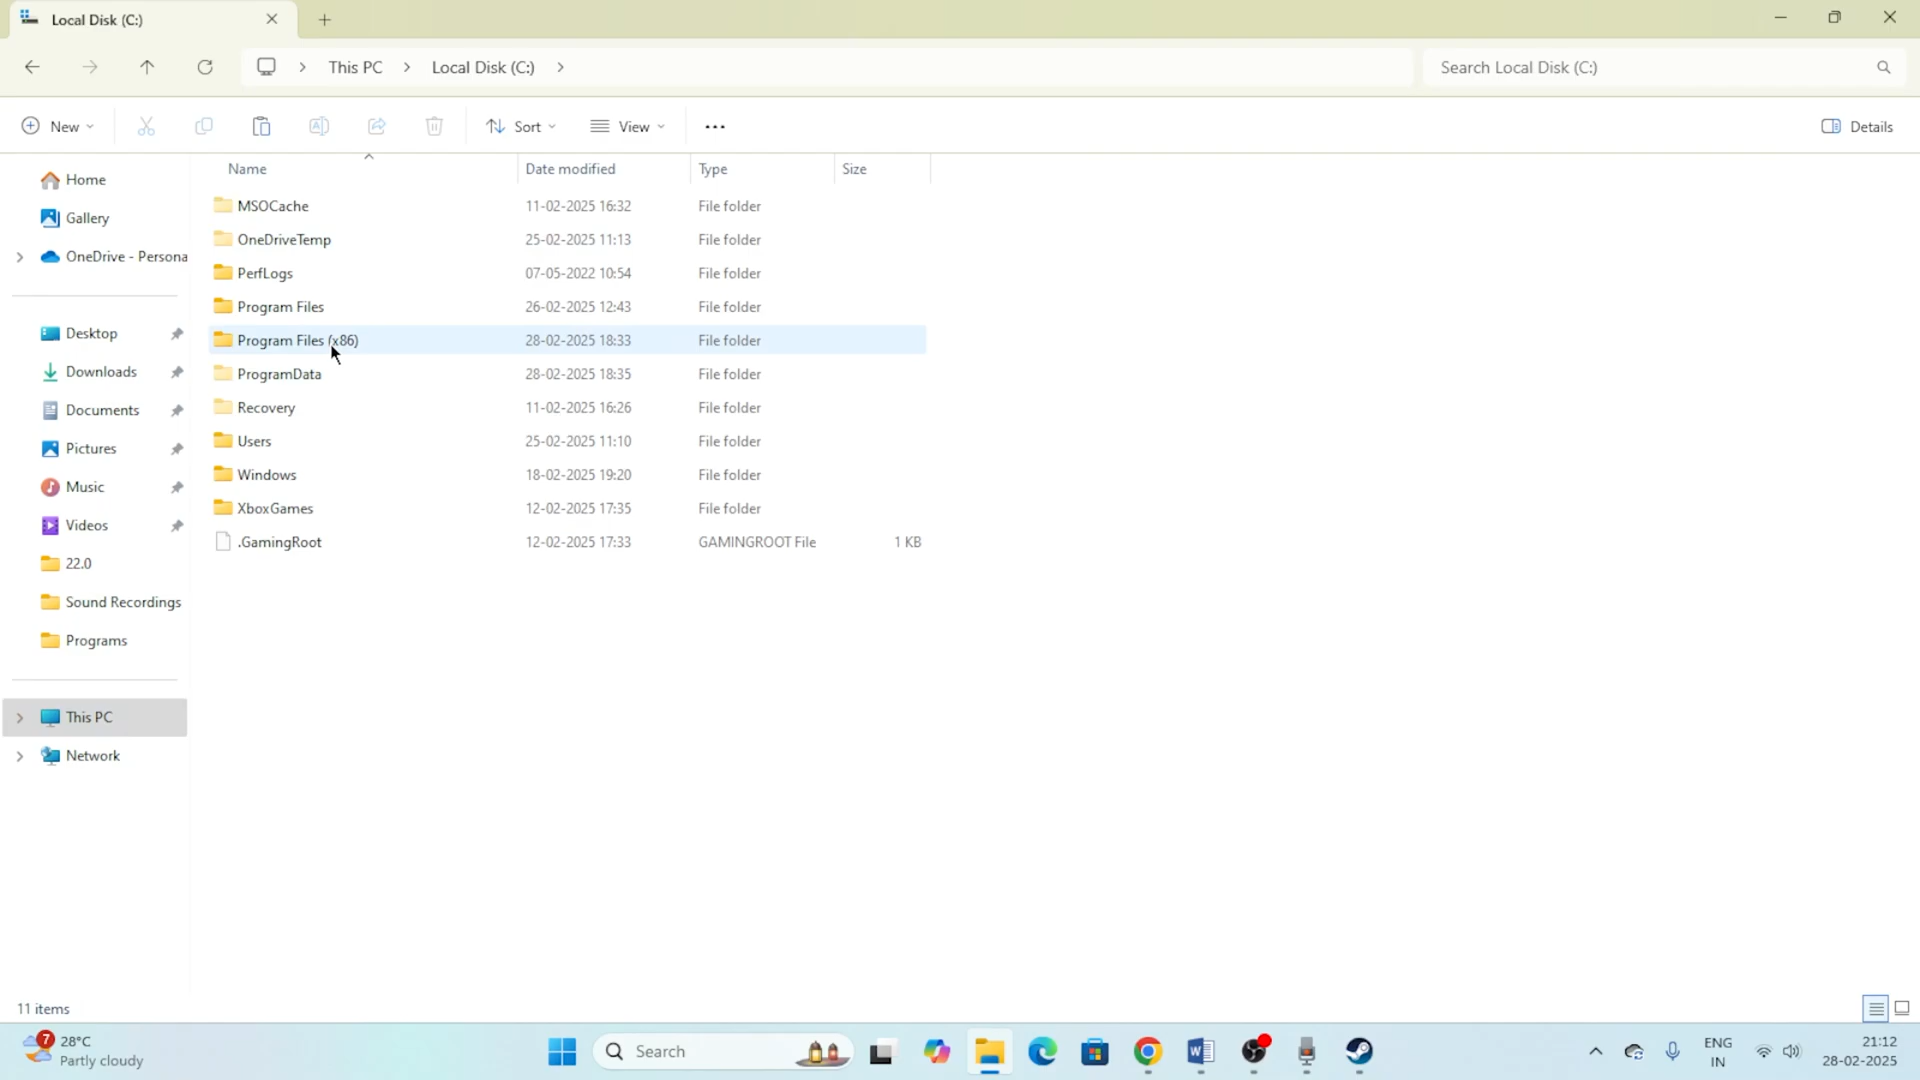 Local Disk (C:)
This PC Local Disk (C:)
Search Local Disk (C:)
New
Sort
View
Details
Name Date modified Type Size
Home
Gallery
OneDrive - Persona
Desktop
Downloads
Documents
Pictures
Music
Videos
22.0
Sound Recordings
Programs
This PC
Network
MSOCache 11-02-2025 16:32 File folder
OneDriveTemp 25-02-2025 11:13 File folder
PerfLogs 07-05-2022 10:54 File folder
Program Files 26-02-2025 12:43 File folder
Program Files (x86) 28-02-2025 18:33 File folder
ProgramData 28-02-2025 18:35 File folder
Recovery 11-02-2025 16:26 File folder
Users 25-02-2025 11:10 File folder
Windows 18-02-2025 19:20 File folder
XboxGames 12-02-2025 17:35 File folder
.GamingRoot 12-02-2025 17:33 GAMINGROOT File 1 KB
11 items
7
28°C
Partly cloudy
Search
ENG
IN
21:12
28-02-2025